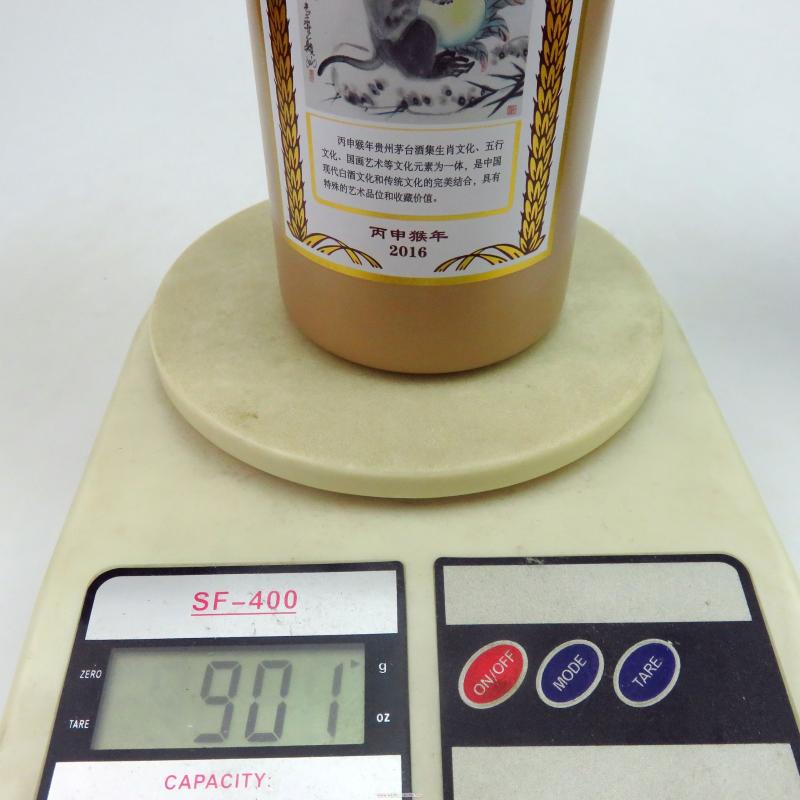 丙申猴年贵州茅台酒集生肖文化、五行
文化、国画艺术等文化元素为一体，是中国
现代白酒文化和传统文化的完美结合，具有
特殊的艺术品位和收藏价值。
丙申猴年
2016
SF-400
ZERO
901
g
TARE
oz
CAPACITY:
ON/OFF
MODE
TARE